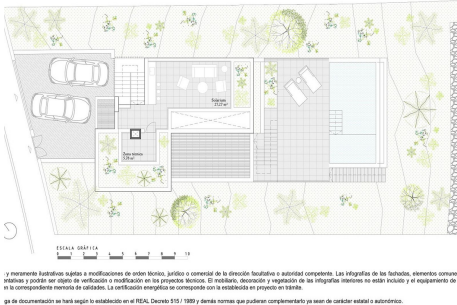 Solarium
21,27 m²
Zona técnica
5,78 m²
ESCALA GRÁFICA
0 1 2 3 4 5 6 7 8 9 10
y meramente ilustrativas sujetas a modificaciones de orden técnico, jurídico o comercial de la dirección facultativa o autoridad competente. Las infografías de las fachadas, elementos comune
entativas y podrán ser objeto de verificación o modificación en los proyectos técnicos. El mobiliario, decoración y vegetación de las infografías interiores no están incluido y el equipamiento de
n la correspondiente memoria de calidades. La certificación energética se corresponde con la establecida en proyecto en trámite.
ga de documentación se hará según lo establecido en el REAL Decreto 515 / 1989 y demás normas que pudieran complementarlo ya sean de carácter estatal o autonómico.